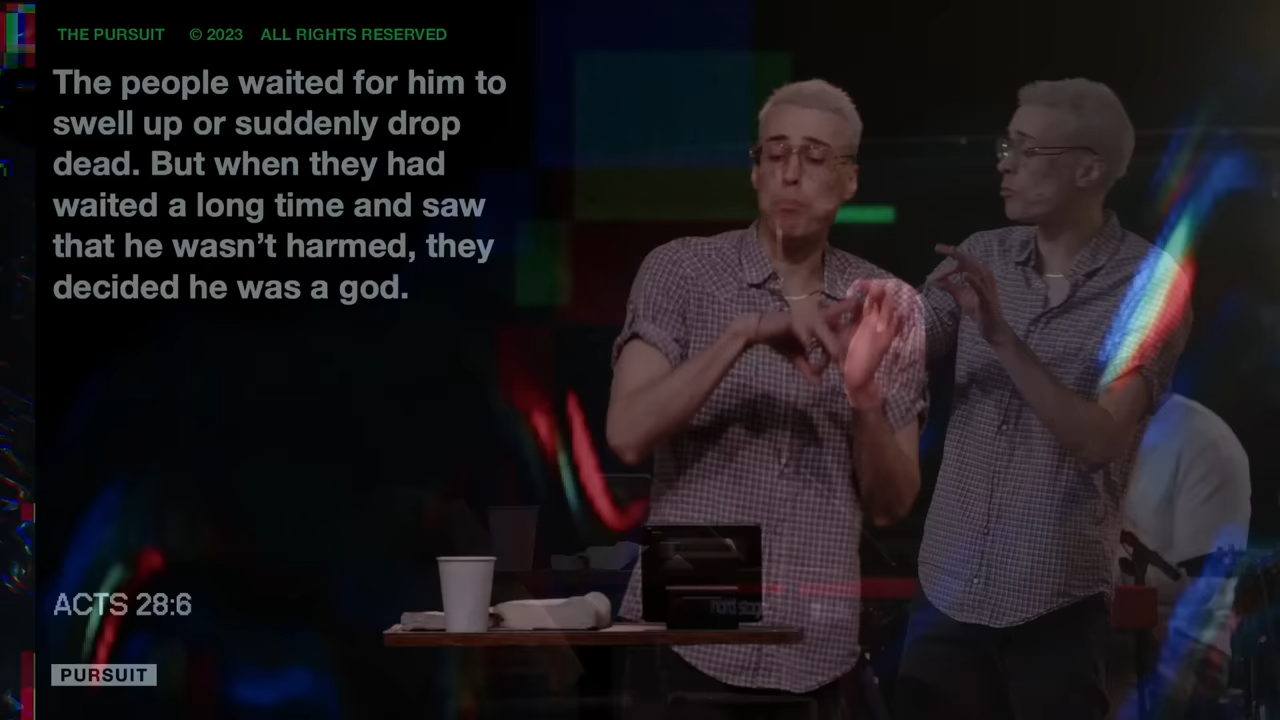 THE PURSUIT © 2023 ALL RIGHTS RESERVED
The people waited for him to
swell up or suddenly drop
dead. But when they had
waited a long time and saw
that he wasn’t harmed, they
decided he was a god.
nord stage
ACTS 28:6
PURSUIT